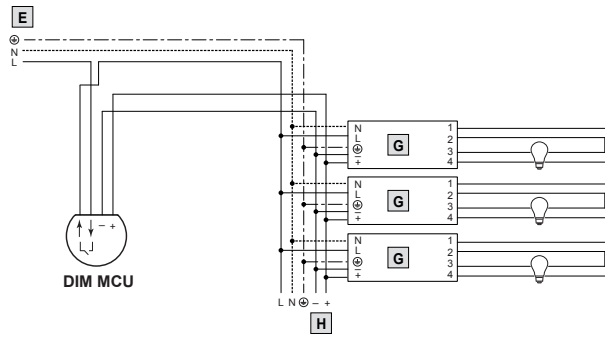 E
⏚
N
L
N 1
L 2
⏚ G 3
− 4
+
N 1
L 2
⏚ G 3
− 4
+
N 1
L 2
⏚ G 3
− 4
+
− +
DIM MCU
L N ⏚ − +
H